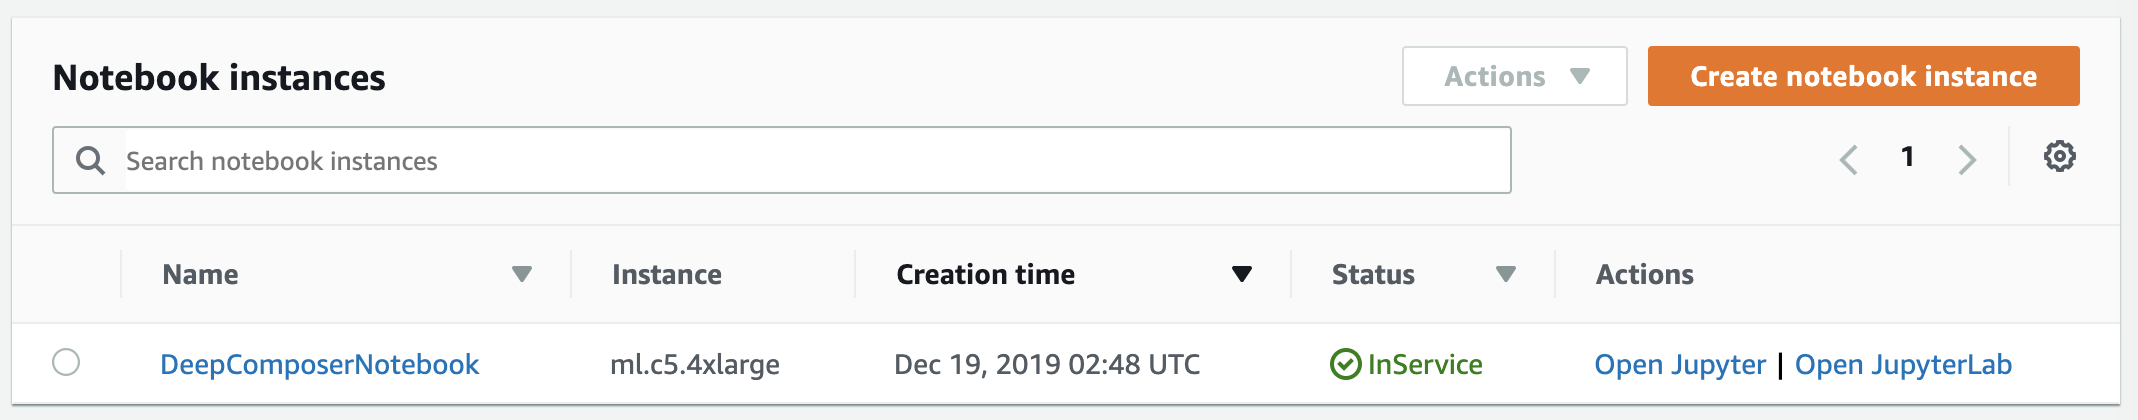 Notebook instances
Actions
Create notebook instance
Search notebook instances
1
Name Instance Creation time Status Actions
DeepComposerNotebook ml.c5.4xlarge Dec 19, 2019 02:48 UTC InService Open Jupyter | Open JupyterLab